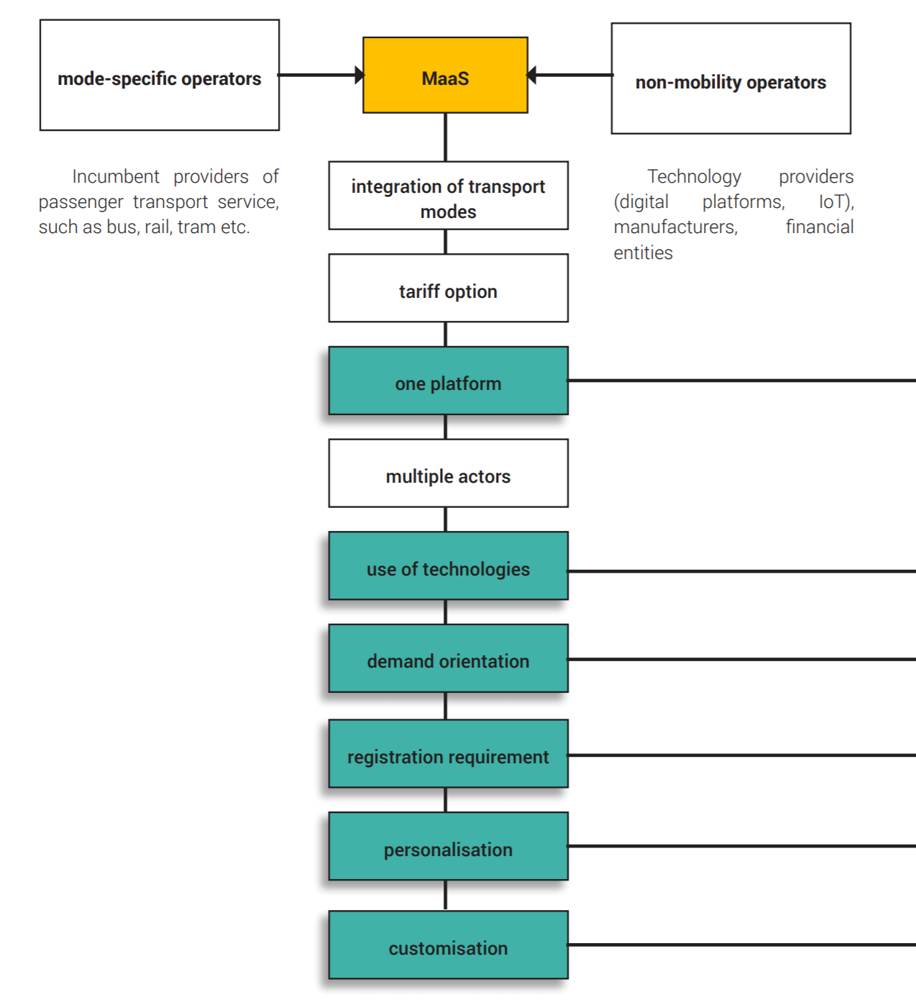 mode-specific operators
MaaS
non-mobility operators
Incumbent providers of
passenger transport service,
such as bus, rail, tram etc.
Technology providers
(digital platforms, IoT),
manufacturers, financial
entities
integration of transport
modes
tariff option
one platform
multiple actors
use of technologies
demand orientation
registration requirement
personalisation
customisation